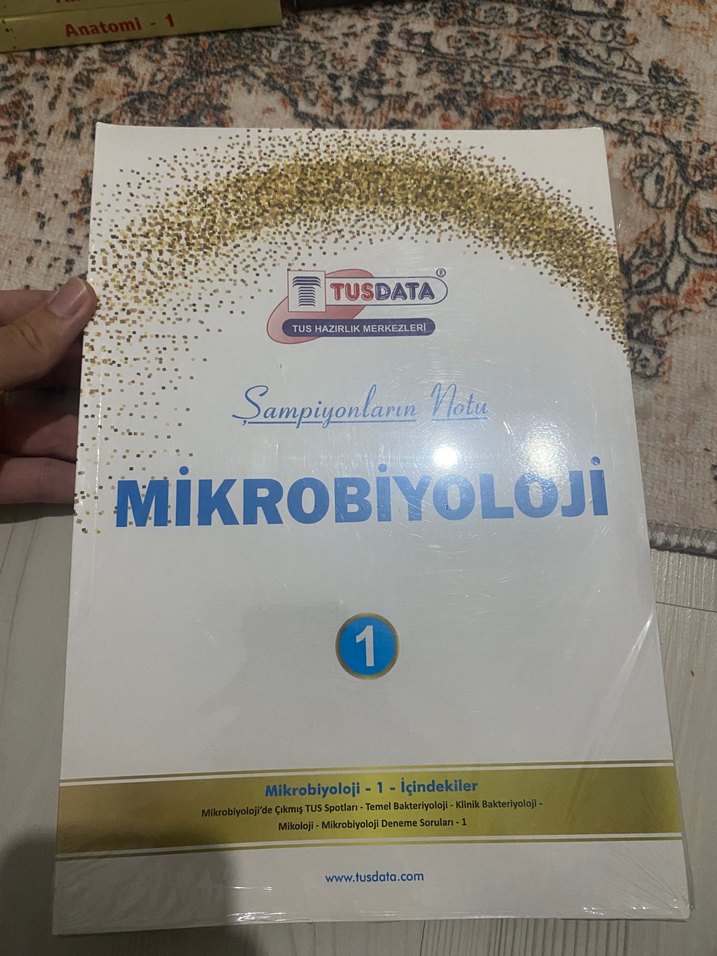 Anatomi - 1
TUSDATA®
TUS HAZIRLIK MERKEZLERİ
Şampiyonların Notu
MİKROBİYOLOJİ
1
Mikrobiyoloji - 1 - İçindekiler
Mikrobiyoloji'de Çıkmış TUS Spotları - Temel Bakteriyoloji - Klinik Bakteriyoloji -
Mikoloji - Mikrobiyoloji Deneme Soruları - 1
www.tusdata.com